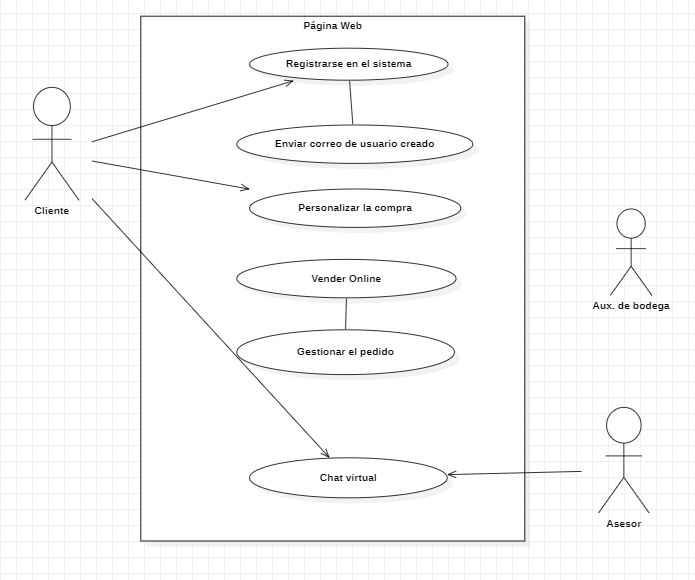 Página Web
Registrarse en el sistema
Enviar correo de usuario creado
Cliente
Personalizar la compra
Vender Online
Aux. de bodega
Gestionar el pedido
Chat virtual
Asesor